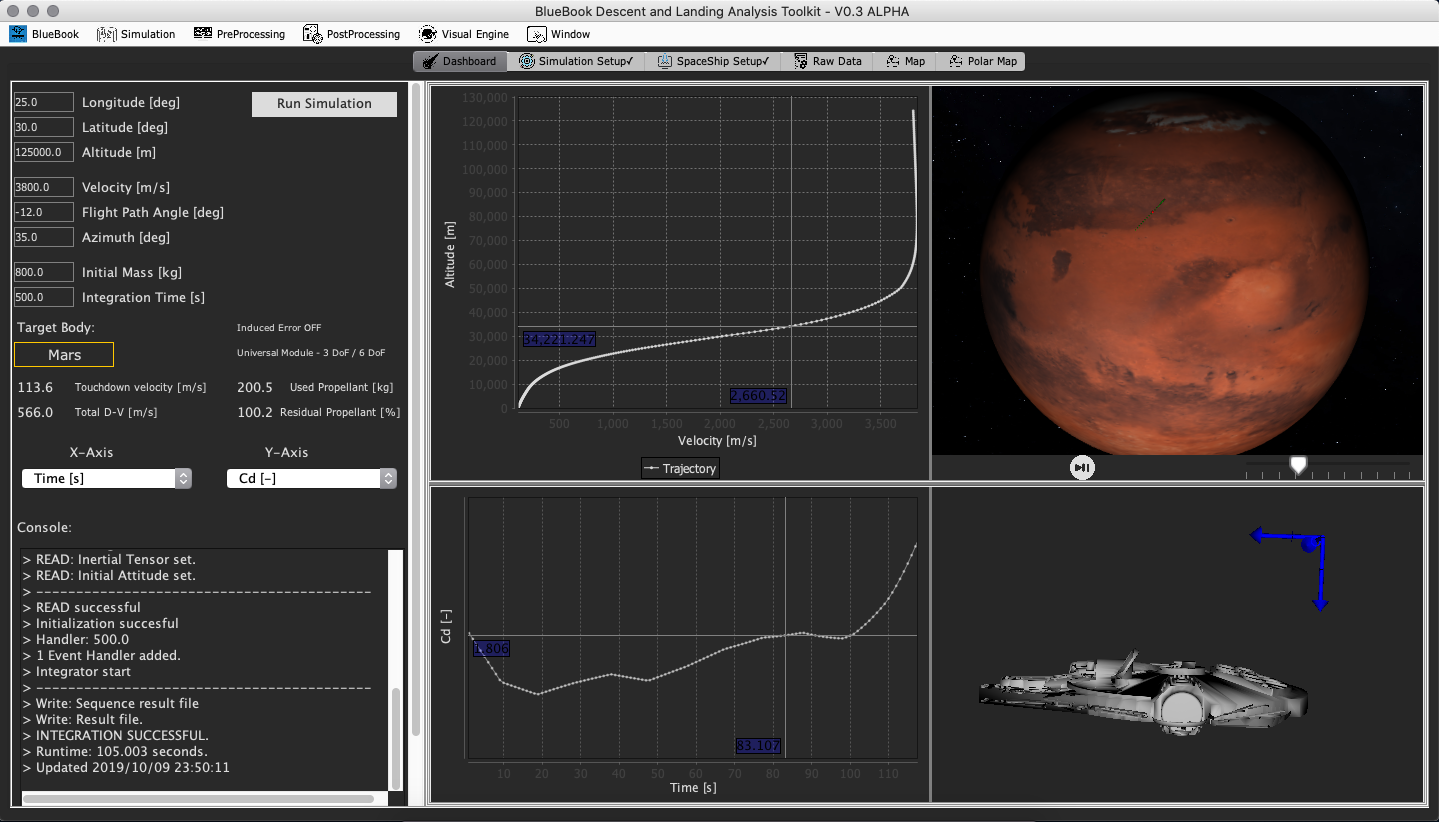 BlueBook Descent and Landing Analysis Toolkit - V0.3 ALPHA
BlueBook Simulation PreProcessing PostProcessing Visual Engine Window
Dashboard Simulation Setup✓ SpaceShip Setup✓ Raw Data Map Polar Map
25.0 Longitude [deg] Run Simulation
30.0 Latitude [deg]
125000.0 Altitude [m]
3800.0 Velocity [m/s]
-12.0 Flight Path Angle [deg]
35.0 Azimuth [deg]
800.0 Initial Mass [kg]
500.0 Integration Time [s]
Target Body: Induced Error OFF
Mars Universal Module - 3 DoF / 6 DoF
113.6 Touchdown velocity [m/s] 200.5 Used Propellant [kg]
566.0 Total D-V [m/s] 100.2 Residual Propellant [%]
X-Axis Y-Axis
Time [s] Cd [-]
Console:
> READ: Inertial Tensor set.
> READ: Initial Attitude set.
> ------------------------------------------
> READ successful
> Initialization succesful
> Handler: 500.0
> 1 Event Handler added.
> Integrator start
> ------------------------------------------
> Write: Sequence result file
> Write: Result file.
> INTEGRATION SUCCESSFUL.
> Runtime: 105.003 seconds.
> Updated 2019/10/09 23:50:11
130,000
120,000
110,000
100,000
90,000
80,000
70,000
60,000
50,000
40,000
30,000
20,000
10,000
0
Altitude [m]
34,221.247
2,660.52
500 1,000 1,500 2,000 2,500 3,000 3,500
Velocity [m/s]
Trajectory
Cd [-]
1.806
83.107
10 20 30 40 50 60 70 80 90 100 110
Time [s]